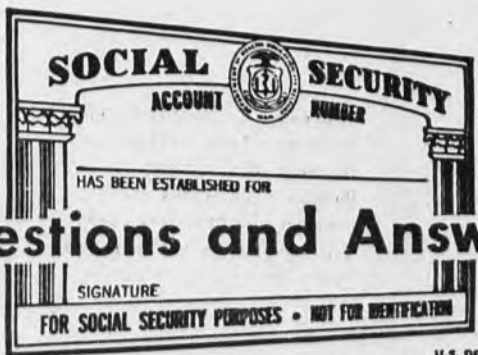 SOCIAL SECURITY
ACCOUNT NUMBER
HAS BEEN ESTABLISHED FOR
estions and Answ
SIGNATURE
FOR SOCIAL SECURITY PURPOSES • NOT FOR IDENTIFICATION